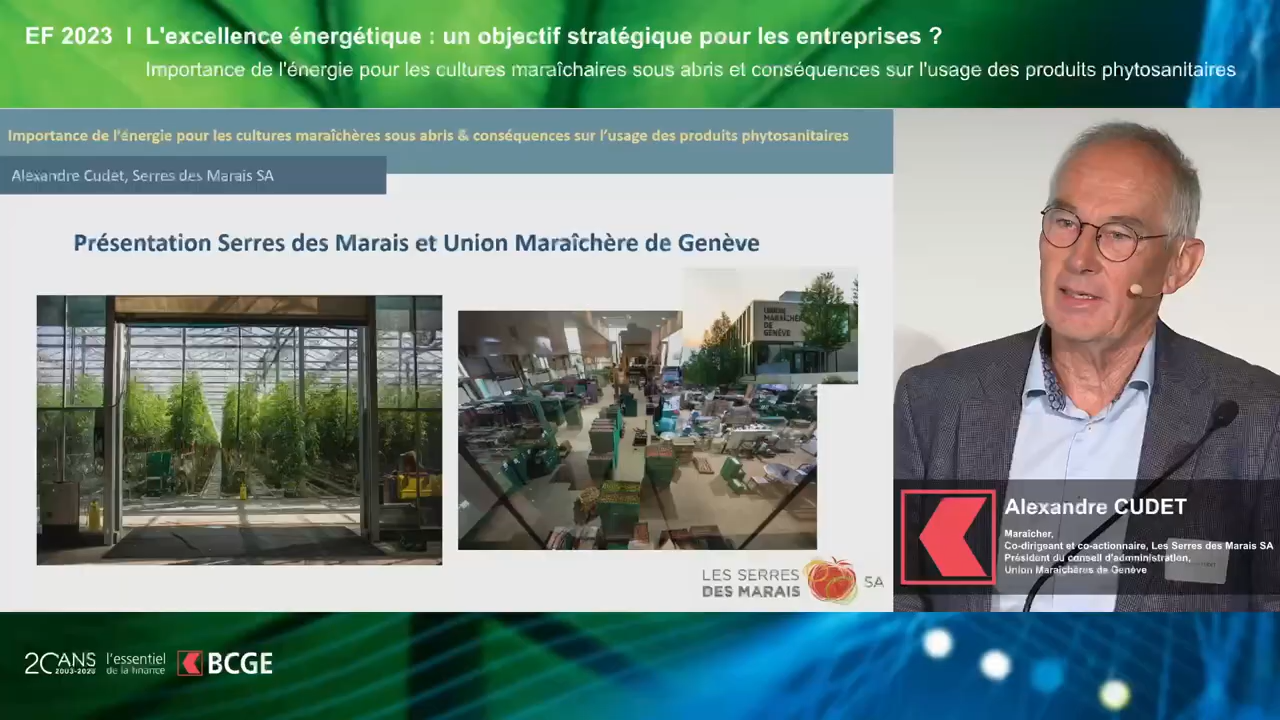 EF 2023 I L'excellence énergétique : un objectif stratégique pour les entreprises ?
Importance de l'énergie pour les cultures maraîchaires sous abris et conséquences sur l'usage des produits phytosanitaires
Importance de l'énergie pour les cultures maraîchères sous abris & conséquences sur l'usage des produits phytosanitaires
Alexandre Cudet, Serres des Marais SA
Présentation Serres des Marais et Union Maraîchère de Genève
UNION
MARAÎCHÈRE
DE
GENÈVE
LES SERRES
DES MARAIS
SA
Alexandre CUDET
Maraîcher,
Co-dirigeant et co-actionnaire, Les Serres des Marais SA
Président du conseil d'admministration,
Union Maraîchères de Genève
20ANS
2003-2023
l'essentiel
de la finance
BCGE